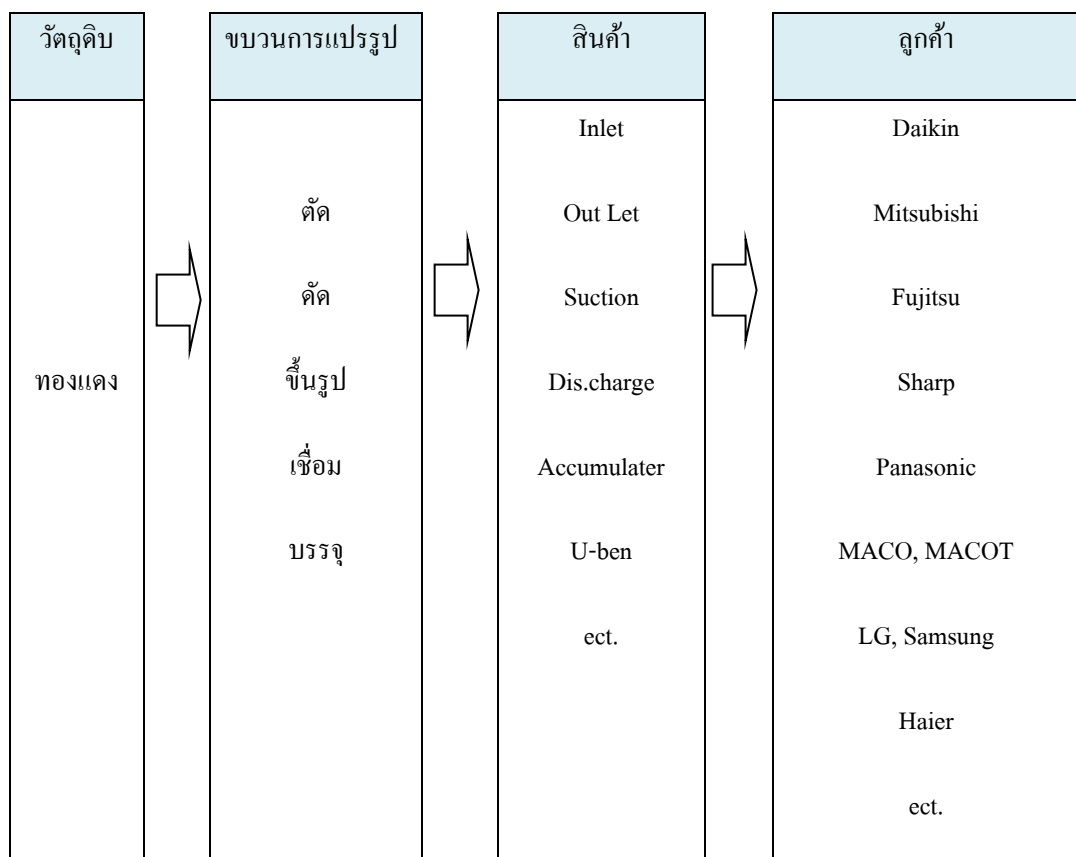 วัตถุดิบ
ทองแดง
ขบวนการแปรรูป
ตัด
ดัด
ขึ้นรูป
เชื่อม
บรรจุ
สินค้า
Inlet
Out Let
Suction
Dis.charge
Accumulater
U-ben
ect.
ลูกค้า
Daikin
Mitsubishi
Fujitsu
Sharp
Panasonic
MACO, MACOT
LG, Samsung
Haier
ect.